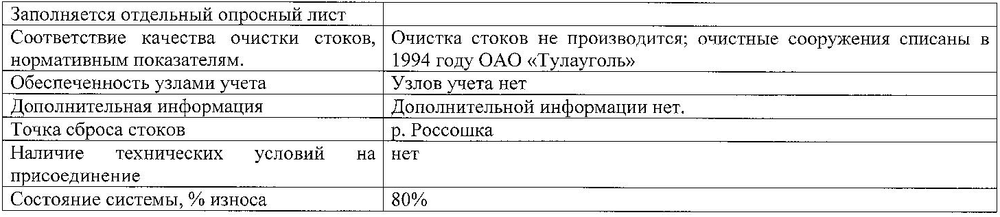 Заполняется отдельный опросный лист
Соответствие качества очистки стоков, нормативным показателям.
Очистка стоков не производится; очистные сооружения списаны в 1994 году ОАО «Тулауголь»
Обеспеченность узлами учета
Узлов учета нет
Дополнительная информация
Дополнительной информации нет.
Точка сброса стоков
р. Россошка
Наличие технических условий на присоединение
нет
Состояние системы, % износа
80%